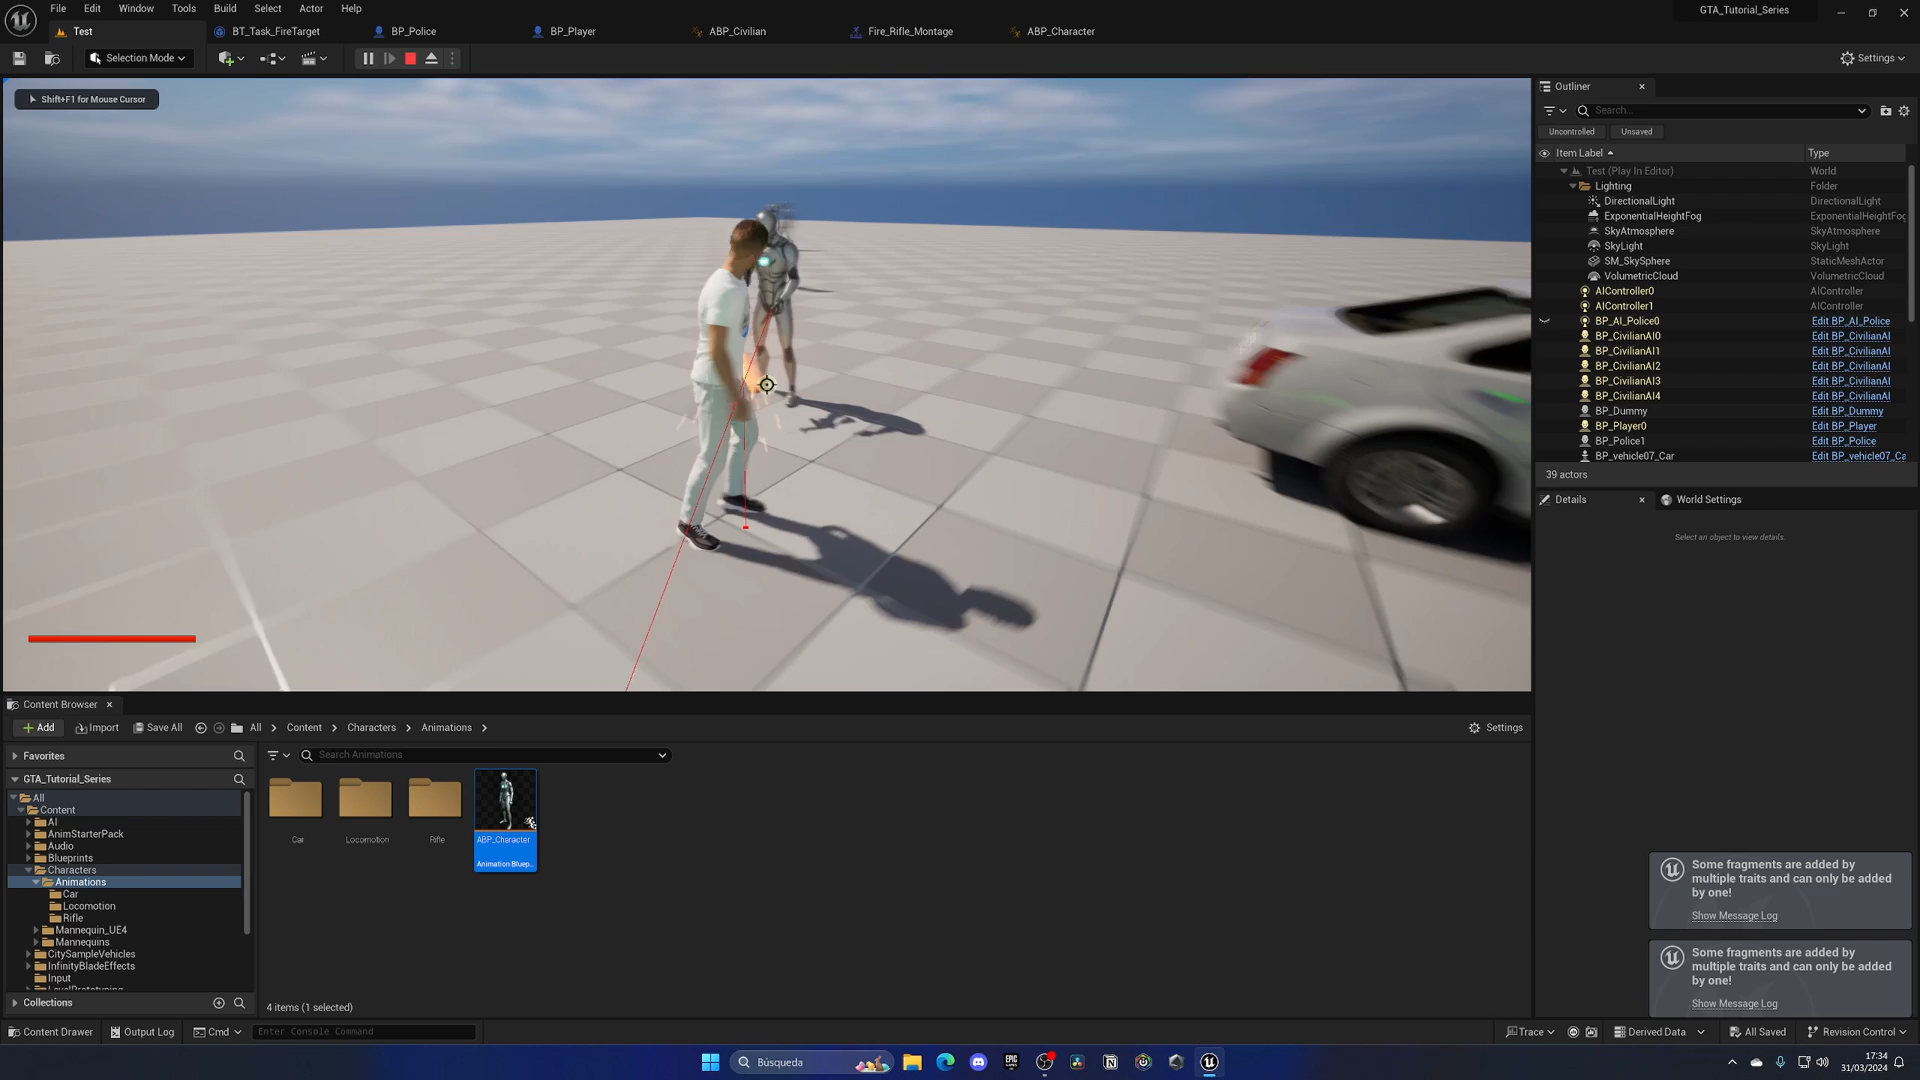 File Edit Window Tools Build Select Actor Help
GTA_Tutorial_Series
Test
BT_Task_FireTarget
BP_Police
BP_Player
ABP_Civilian
Fire_Rifle_Montage
ABP_Character
Selection Mode
Settings
Shift+F1 for Mouse Cursor
Outliner
Search...
Uncontrolled
Unsaved
Item Label
Type
Test (Play In Editor) World
Lighting Folder
DirectionalLight DirectionalLight
ExponentialHeightFog ExponentialHeightFog
SkyAtmosphere SkyAtmosphere
SkyLight SkyLight
SM_SkySphere StaticMeshActor
VolumetricCloud VolumetricCloud
AIController0 AIController
AIController1 AIController
BP_AI_Police0 Edit BP_AI_Police
BP_CivilianAI0 Edit BP_CivilianAI
BP_CivilianAI1 Edit BP_CivilianAI
BP_CivilianAI2 Edit BP_CivilianAI
BP_CivilianAI3 Edit BP_CivilianAI
BP_CivilianAI4 Edit BP_CivilianAI
BP_Dummy Edit BP_Dummy
BP_Player0 Edit BP_Player
BP_Police1 Edit BP_Police
BP_vehicle07_Car Edit BP_vehicle07_Ca
39 actors
Details
World Settings
Select an object to view details.
Content Browser
Add
Import
Save All
All
Content
Characters
Animations
Settings
Favorites
Search Animations
GTA_Tutorial_Series
All
Content
AI
AnimStarterPack
Audio
Blueprints
Characters
Animations
Car
Locomotion
Rifle
Mannequin_UE4
Mannequins
CitySampleVehicles
InfinityBladeEffects
Input
LevelPrototyping
Collections
Car
Locomotion
Rifle
ABP_Character
Animation Bluep...
4 items (1 selected)
Some fragments are added by
multiple traits and can only be added
by one!
Show Message Log
Some fragments are added by
multiple traits and can only be added
by one!
Show Message Log
Content Drawer
Output Log
Cmd
Enter Console Command
Trace
Derived Data
All Saved
Revision Control
Búsqueda
17:34
31/03/2024